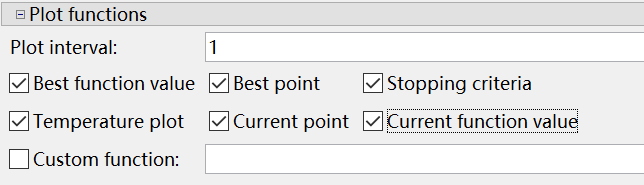 Plot functions
Plot interval: 1
Best function value Best point Stopping criteria
Temperature plot Current point Current function value
Custom function: